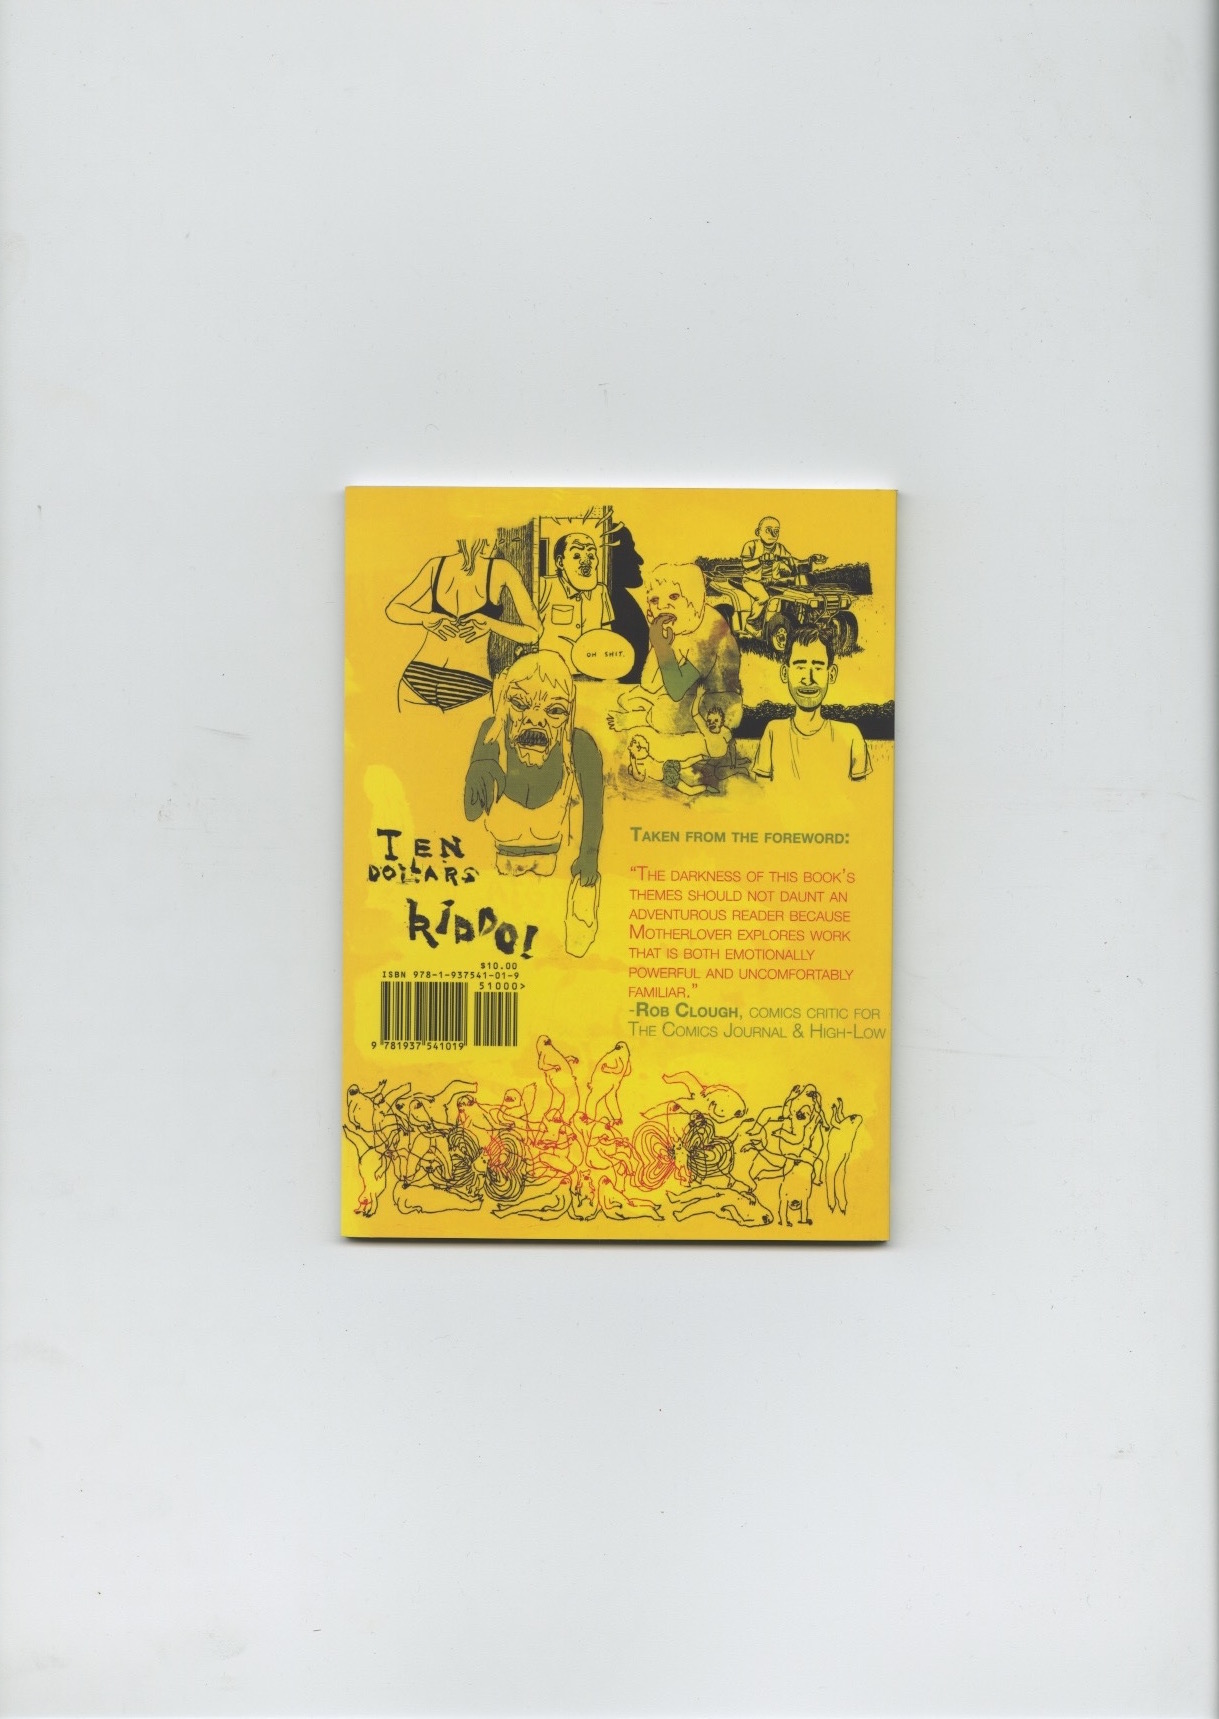 OH SHIT.
TEN
DOLLARS
KIDDO!
$10.00
ISBN 978-1-937541-01-9
51000>
9 781937 541019
TAKEN FROM THE FOREWORD:
“THE DARKNESS OF THIS BOOK'S
THEMES SHOULD NOT DAUNT AN
ADVENTUROUS READER BECAUSE
MOTHERLOVER EXPLORES WORK
THAT IS BOTH EMOTIONALLY
POWERFUL AND UNCOMFORTABLY
FAMILIAR.”
-ROB CLOUGH, COMICS CRITIC FOR
THE COMICS JOURNAL & HIGH-LOW